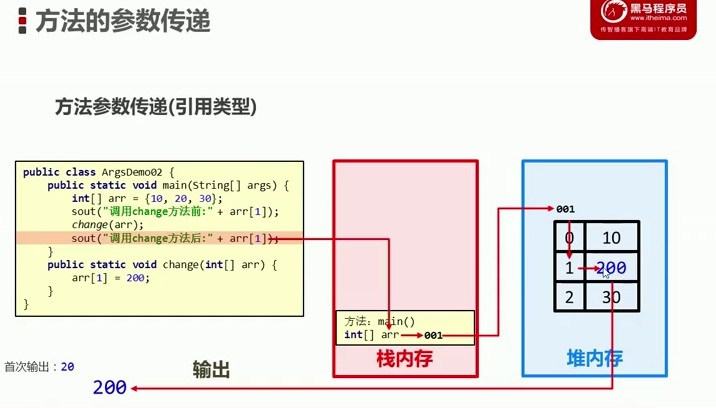 方法的参数传递
黑马程序员
www.itheima.com
传智播客旗下高端IT教育品牌
方法参数传递(引用类型)
public class ArgsDemo02 {
public static void main(String[] args) {
int[] arr = {10, 20, 30};
sout("调用change方法前:" + arr[1]);
change(arr);
sout("调用change方法后:" + arr[1]);
}
public static void change(int[] arr) {
arr[1] = 200;
}
}
方法：main()
int[] arr 001
栈内存
001
0 10
1 200
2 30
堆内存
首次输出：20
输出
200